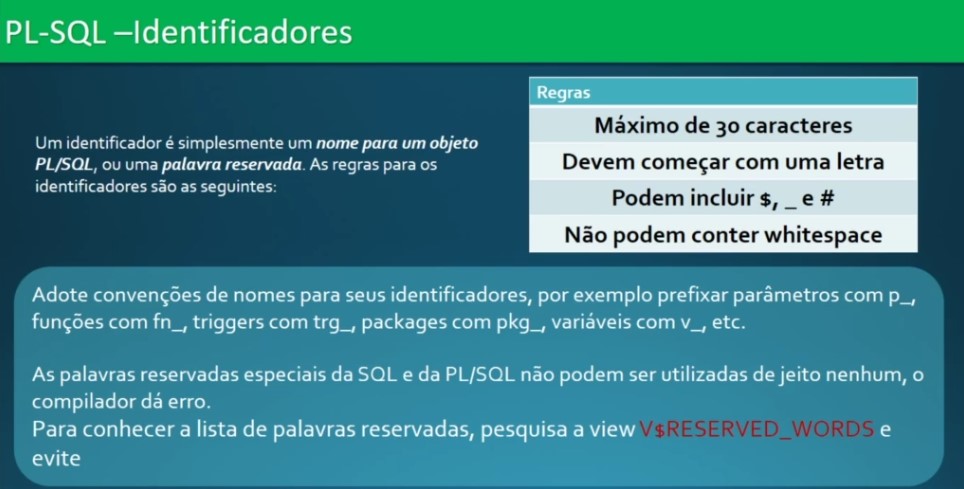 PL-SQL –Identificadores
Um identificador é simplesmente um nome para um objeto
PL/SQL, ou uma palavra reservada. As regras para os
identificadores são as seguintes:
Regras
Máximo de 30 caracteres
Devem começar com uma letra
Podem incluir $, _ e #
Não podem conter whitespace
Adote convenções de nomes para seus identificadores, por exemplo prefixar parâmetros com p_,
funções com fn_, triggers com trg_, packages com pkg_, variáveis com v_, etc.
As palavras reservadas especiais da SQL e da PL/SQL não podem ser utilizadas de jeito nenhum, o
compilador dá erro.
Para conhecer a lista de palavras reservadas, pesquisa a view V$RESERVED_WORDS e
evite